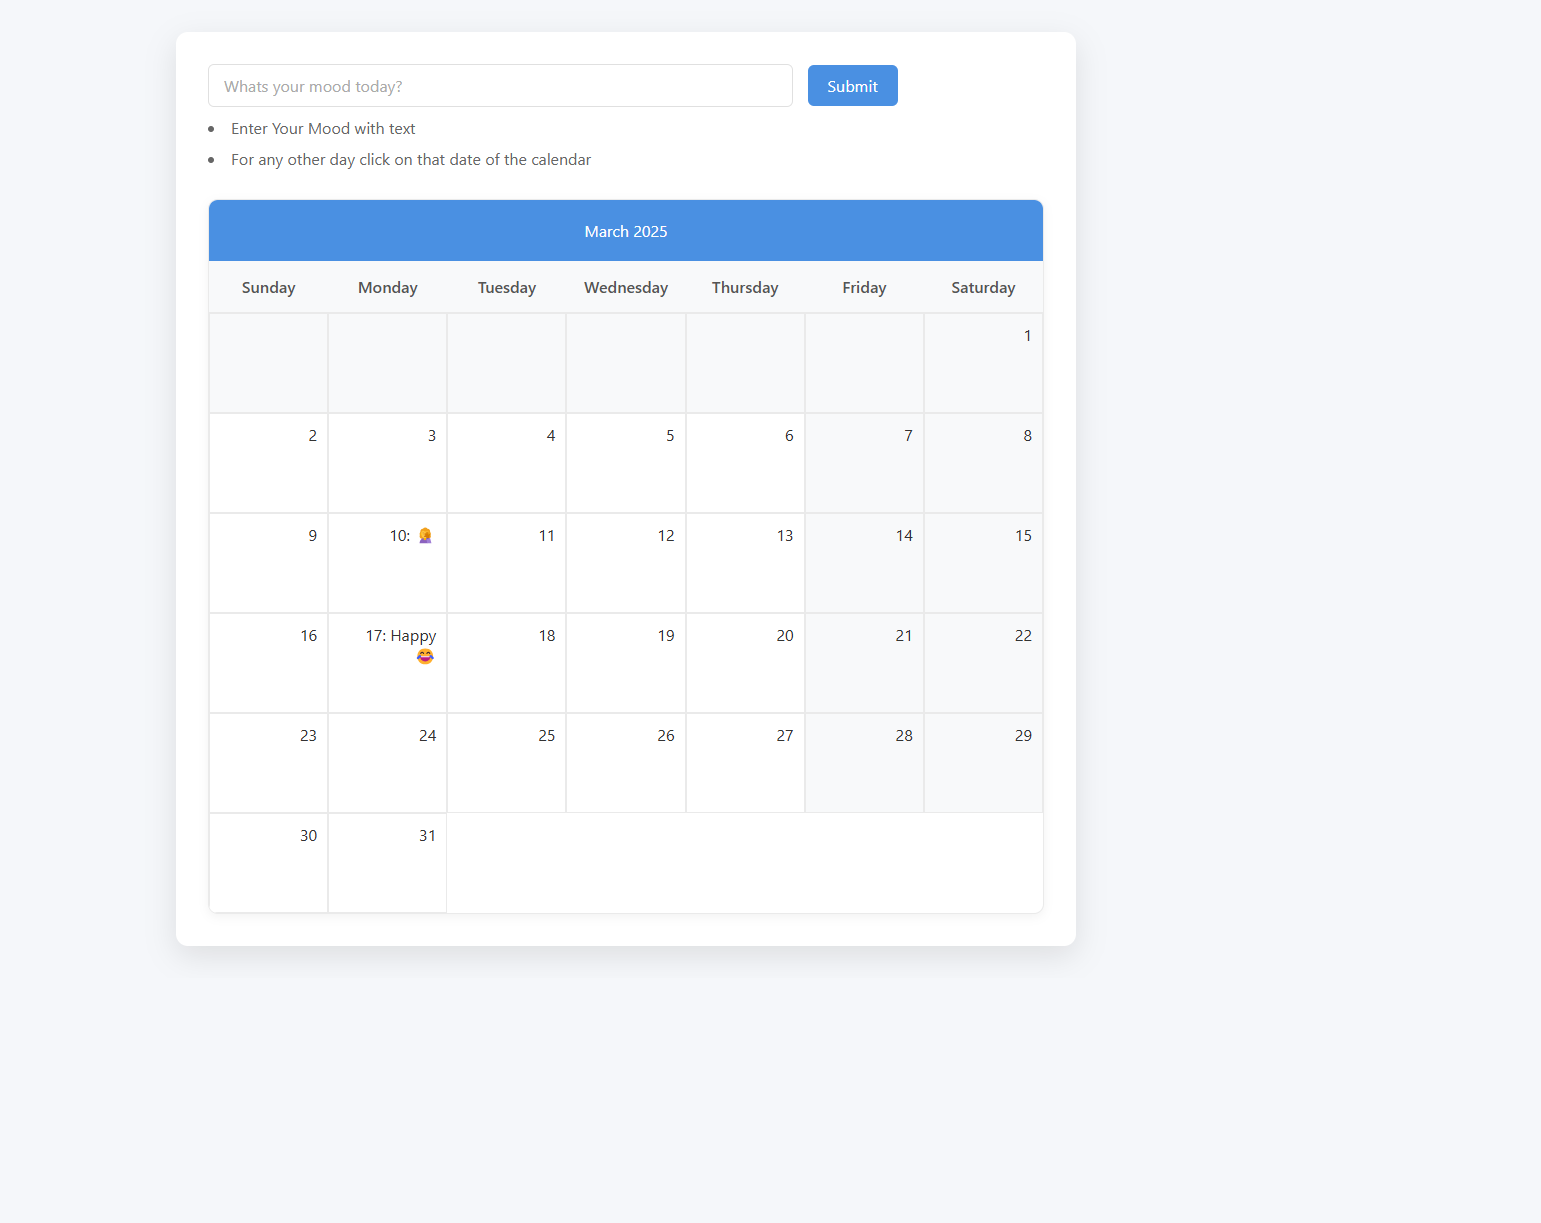 Whats your mood today?
Submit
Enter Your Mood with text
For any other day click on that date of the calendar
March 2025
Sunday Monday Tuesday Wednesday Thursday Friday Saturday
1
2 3 4 5 6 7 8
9 10: 🤦‍♀️ 11 12 13 14 15
16 17: Happy 😂 18 19 20 21 22
23 24 25 26 27 28 29
30 31